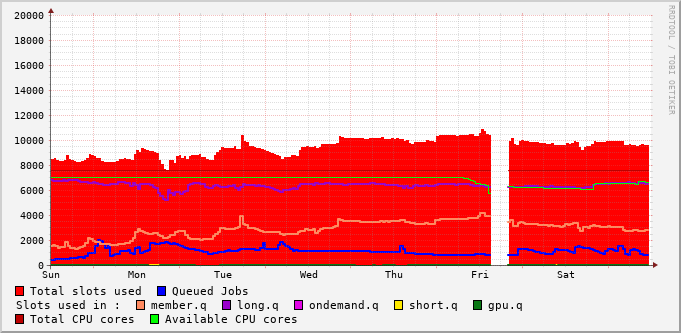 20000
18000
16000
14000
12000
10000
8000
6000
4000
2000
0
Sun Mon Tue Wed Thu Fri Sat
Total slots used Queued Jobs
Slots used in : member.q long.q ondemand.q short.q gpu.q
Total CPU cores Available CPU cores
RRDTOOL / TOBI OETIKER